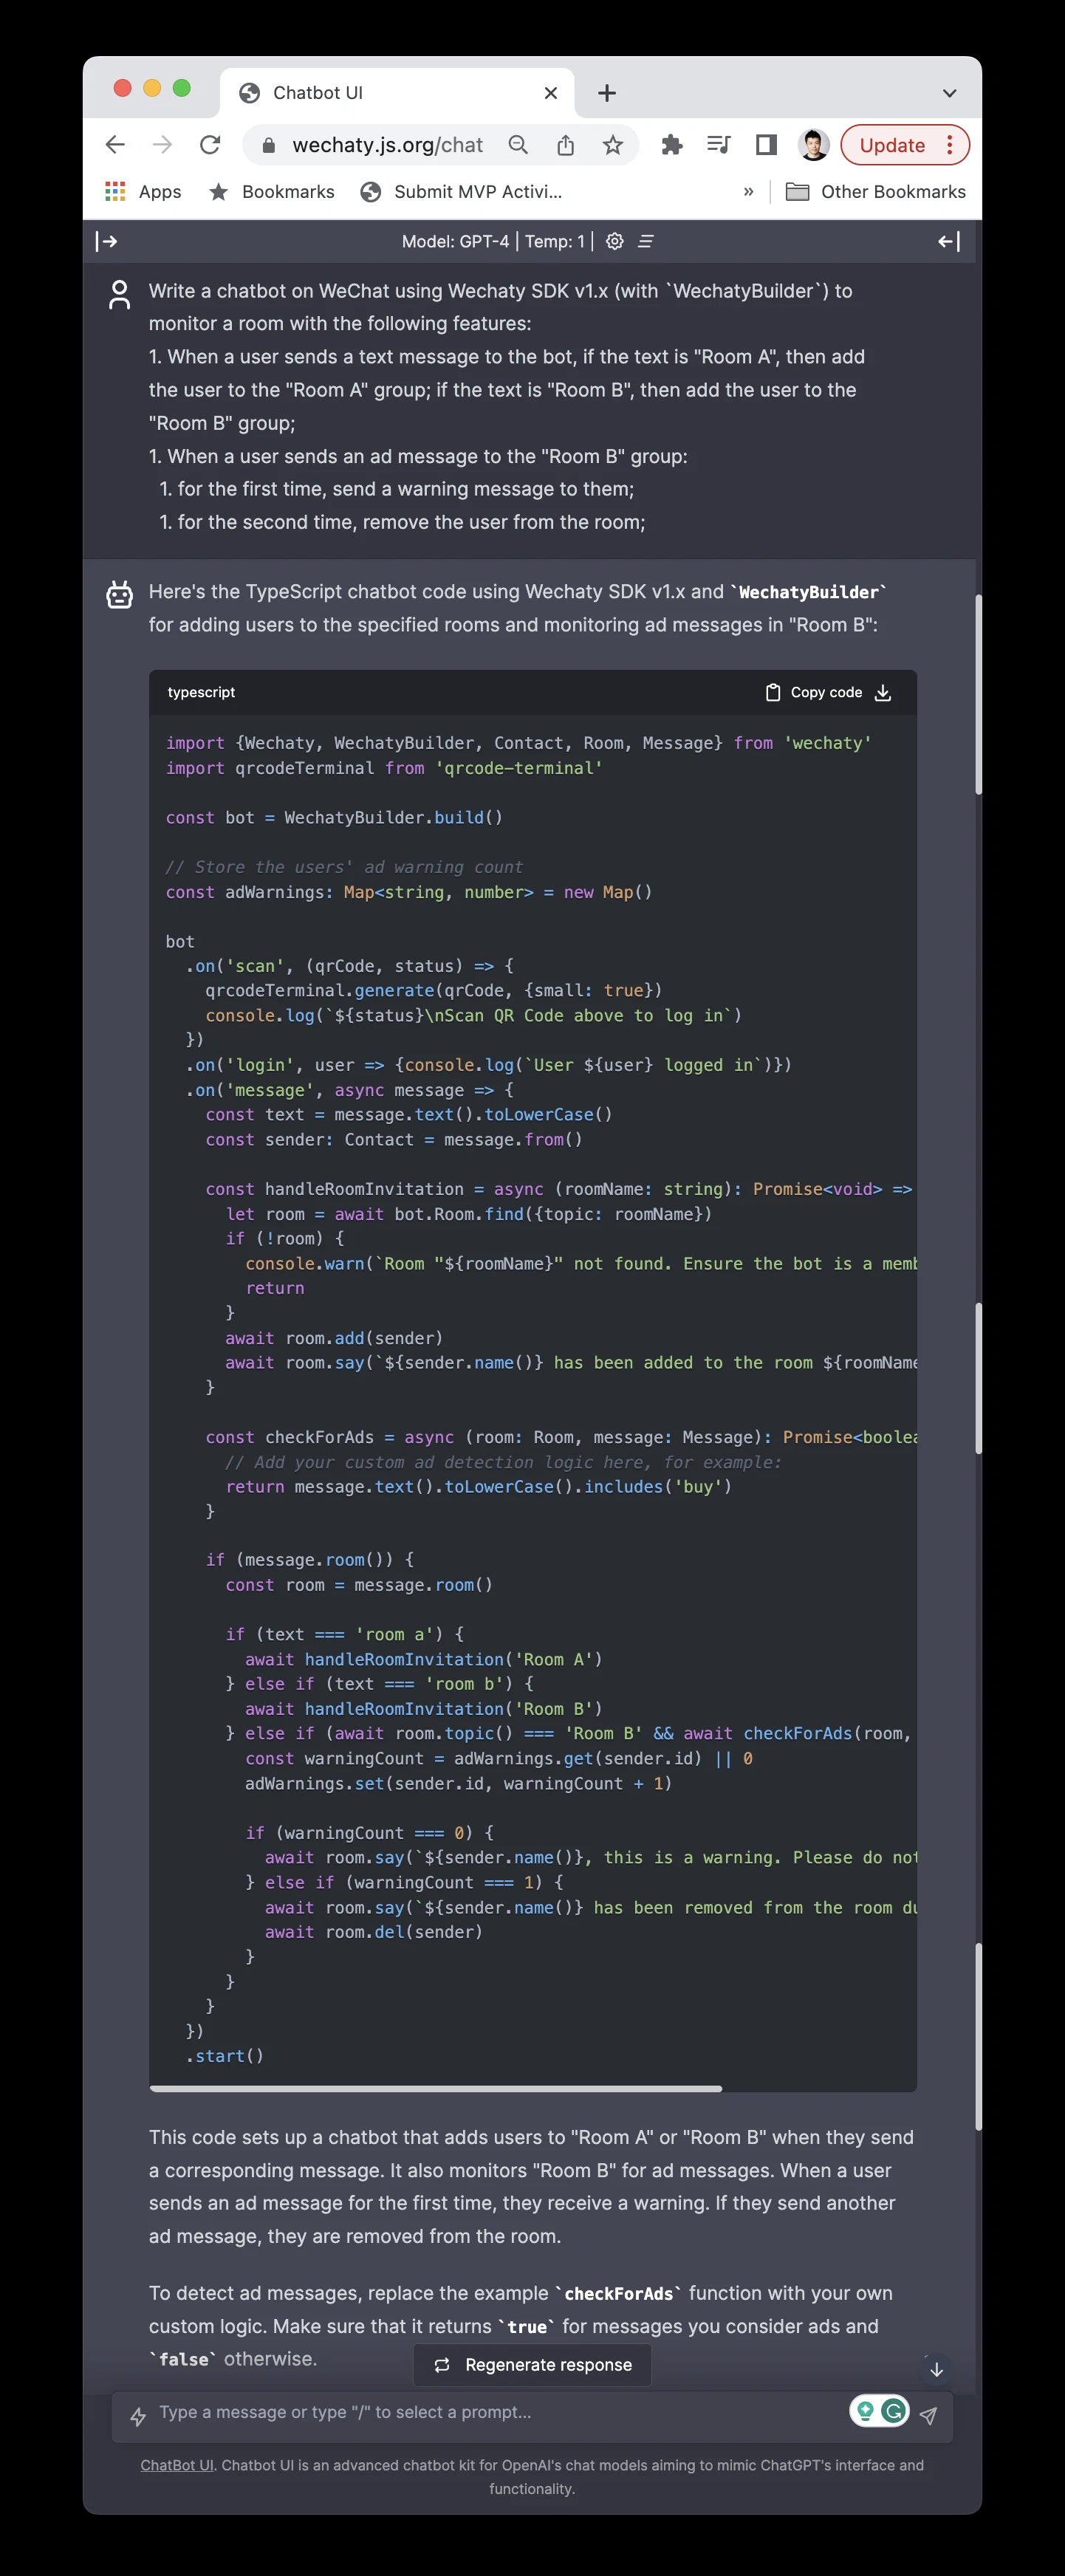 Chatbot UI
wechaty.js.org/chat
Update
Apps
Bookmarks
Submit MVP Activi...
»
Other Bookmarks
Model: GPT-4 | Temp: 1 |
Write a chatbot on WeChat using Wechaty SDK v1.x (with `WechatyBuilder`) to
monitor a room with the following features:
1. When a user sends a text message to the bot, if the text is "Room A", then add
the user to the "Room A" group; if the text is "Room B", then add the user to the
"Room B" group;
1. When a user sends an ad message to the "Room B" group:
1. for the first time, send a warning message to them;
1. for the second time, remove the user from the room;
Here's the TypeScript chatbot code using Wechaty SDK v1.x and `WechatyBuilder`
for adding users to the specified rooms and monitoring ad messages in "Room B":
typescript
Copy code
import {Wechaty, WechatyBuilder, Contact, Room, Message} from 'wechaty'
import qrcodeTerminal from 'qrcode-terminal'
const bot = WechatyBuilder.build()
// Store the users' ad warning count
const adWarnings: Map<string, number> = new Map()
bot
.on('scan', (qrCode, status) => {
qrcodeTerminal.generate(qrCode, {small: true})
console.log(`${status}\nScan QR Code above to log in`)
})
.on('login', user => {console.log(`User ${user} logged in`)})
.on('message', async message => {
const text = message.text().toLowerCase()
const sender: Contact = message.from()
const handleRoomInvitation = async (roomName: string): Promise<void> =>
let room = await bot.Room.find({topic: roomName})
if (!room) {
console.warn(`Room "${roomName}" not found. Ensure the bot is a memb
return
}
await room.add(sender)
await room.say(`${sender.name()} has been added to the room ${roomName
}
const checkForAds = async (room: Room, message: Message): Promise<boolea
// Add your custom ad detection logic here, for example:
return message.text().toLowerCase().includes('buy')
}
if (message.room()) {
const room = message.room()
if (text === 'room a') {
await handleRoomInvitation('Room A')
} else if (text === 'room b') {
await handleRoomInvitation('Room B')
} else if (await room.topic() === 'Room B' && await checkForAds(room,
const warningCount = adWarnings.get(sender.id) || 0
adWarnings.set(sender.id, warningCount + 1)
if (warningCount === 0) {
await room.say(`${sender.name()}, this is a warning. Please do not
} else if (warningCount === 1) {
await room.say(`${sender.name()} has been removed from the room du
await room.del(sender)
}
}
}
})
.start()
This code sets up a chatbot that adds users to "Room A" or "Room B" when they send
a corresponding message. It also monitors "Room B" for ad messages. When a user
sends an ad message for the first time, they receive a warning. If they send another
ad message, they are removed from the room.
To detect ad messages, replace the example `checkForAds` function with your own
custom logic. Make sure that it returns `true` for messages you consider ads and
`false` otherwise.
Regenerate response
Type a message or type "/" to select a prompt...
ChatBot UI. Chatbot UI is an advanced chatbot kit for OpenAI's chat models aiming to mimic ChatGPT's interface and
functionality.